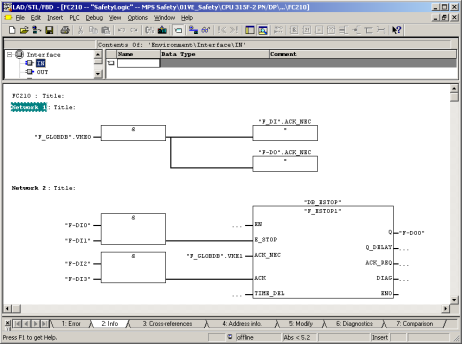 LAD/STL/FBD - [FC210 -- "SafetyLogic" -- MPS Safety\01VE_Safety\CPU 313F-2 PN/DP\...\FC210]
File Edit Insert PLC Debug View Options Window Help
Contents Of: 'Environment\Interface\IN'
Interface
IN
OUT
Name Data Type Comment
FC210 : Title:
Network 1: Title:
&
"F_GLOBDB".VKE0
"F_DI".ACK_NEC
=
"F-DO".ACK_NEC
=
Network 2: Title:
"DB_ESTOP"
"F_ESTOP1"
&
"F-DI0"
"F-DI1"
... EN
E_STOP
"F_GLOBDB".VKE1 ACK_NEC
&
"F-DI2"
"F-DI3"
ACK
... TIME_DEL
Q "F-DO0"
Q_DELAY ...
ACK_REQ ...
DIAG ...
ENO
1: Error 2: Info 3: Cross-references 4: Address info. 5: Modify 6: Diagnostics 7: Comparison
Press F1 to get Help. offline Abs < 5.2 Insert